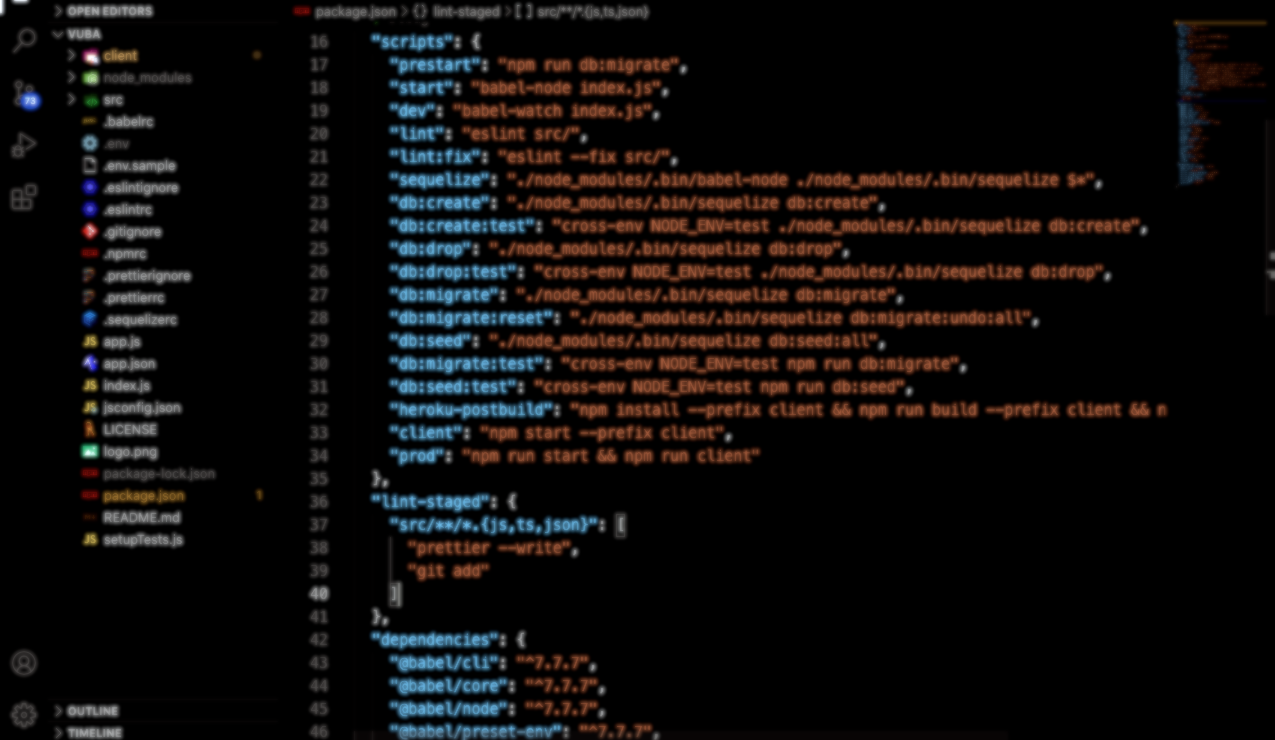 OPEN EDITORS
VUBA
client
node_modules
src
.babelrc
.env
.env.sample
.eslintignore
.eslintrc
.gitignore
.npmrc
.prettierignore
.prettierrc
.sequelizerc
app.js
app.json
index.js
jsconfig.json
LICENSE
logo.png
package-lock.json
package.json 1
README.md
setupTests.js
OUTLINE
TIMELINE
73
package.json > {} lint-staged > [ ] src/**/*.{js,ts,json}
16 "scripts": {
17 "prestart": "npm run db:migrate",
18 "start": "babel-node index.js",
19 "dev": "babel-watch index.js",
20 "lint": "eslint src/",
21 "lint:fix": "eslint --fix src/",
22 "sequelize": "./node_modules/.bin/babel-node ./node_modules/.bin/sequelize $*",
23 "db:create": "./node_modules/.bin/sequelize db:create",
24 "db:create:test": "cross-env NODE_ENV=test ./node_modules/.bin/sequelize db:create",
25 "db:drop": "./node_modules/.bin/sequelize db:drop",
26 "db:drop:test": "cross-env NODE_ENV=test ./node_modules/.bin/sequelize db:drop",
27 "db:migrate": "./node_modules/.bin/sequelize db:migrate",
28 "db:migrate:reset": "./node_modules/.bin/sequelize db:migrate:undo:all",
29 "db:seed": "./node_modules/.bin/sequelize db:seed:all",
30 "db:migrate:test": "cross-env NODE_ENV=test npm run db:migrate",
31 "db:seed:test": "cross-env NODE_ENV=test npm run db:seed",
32 "heroku-postbuild": "npm install --prefix client && npm run build --prefix client && n
33 "client": "npm start --prefix client",
34 "prod": "npm run start && npm run client"
35 },
36 "lint-staged": {
37 "src/**/*.{js,ts,json}": [
38 "prettier --write",
39 "git add"
40 ]
41 },
42 "dependencies": {
43 "@babel/cli": "^7.7.7",
44 "@babel/core": "^7.7.7",
45 "@babel/node": "^7.7.7",
46 "@babel/preset-env": "^7.7.7",